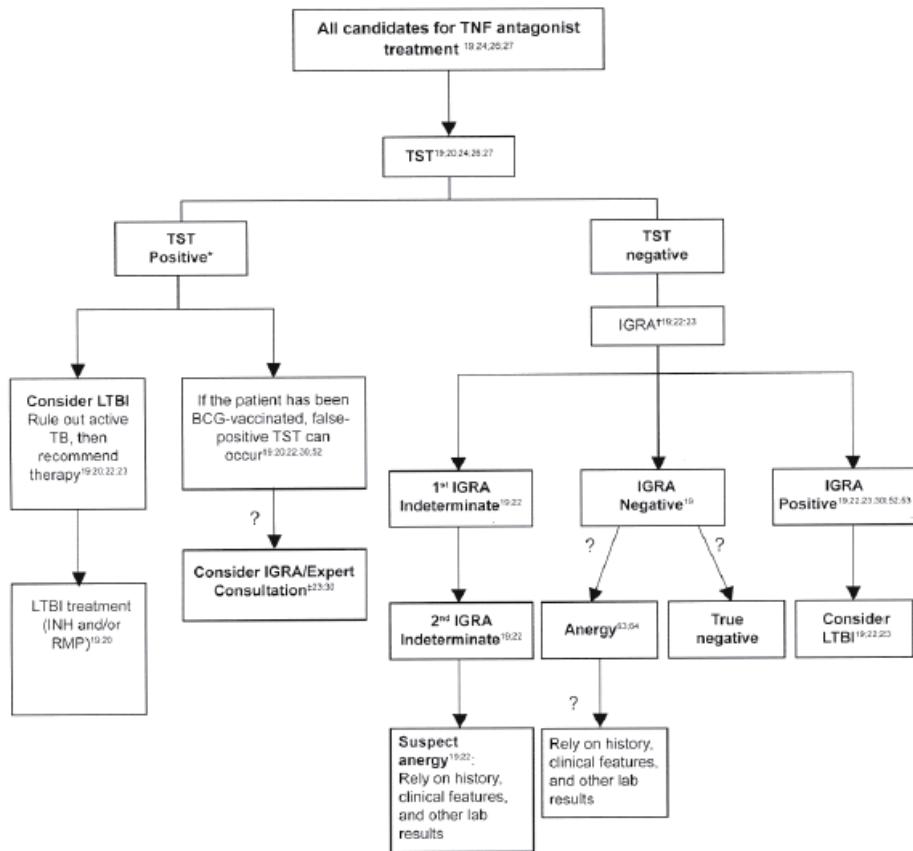 All candidates for TNF antagonist
treatment 19;24;26;27
TST19;20;24;26;27
TST
Positive*
TST
negative
IGRA†19;22;23
Consider LTBI
Rule out active
TB, then
recommend
therapy19;20;22;23
If the patient has been
BCG-vaccinated, false-
positive TST can
occur19;20;22;30;52
1st IGRA
Indeterminate19;22
IGRA
Negative19
IGRA
Positive19;22;23;30;52;53
?
?
?
LTBI treatment
(INH and/or
RMP)19;20
Consider IGRA/Expert
Consultation‡23;30
2nd IGRA
Indeterminate19;22
Anergy63;64
True
negative
Consider
LTBI19;22;23
?
Suspect
anergy19;22:
Rely on history,
clinical features,
and other lab
results
Rely on history,
clinical features,
and other lab
results